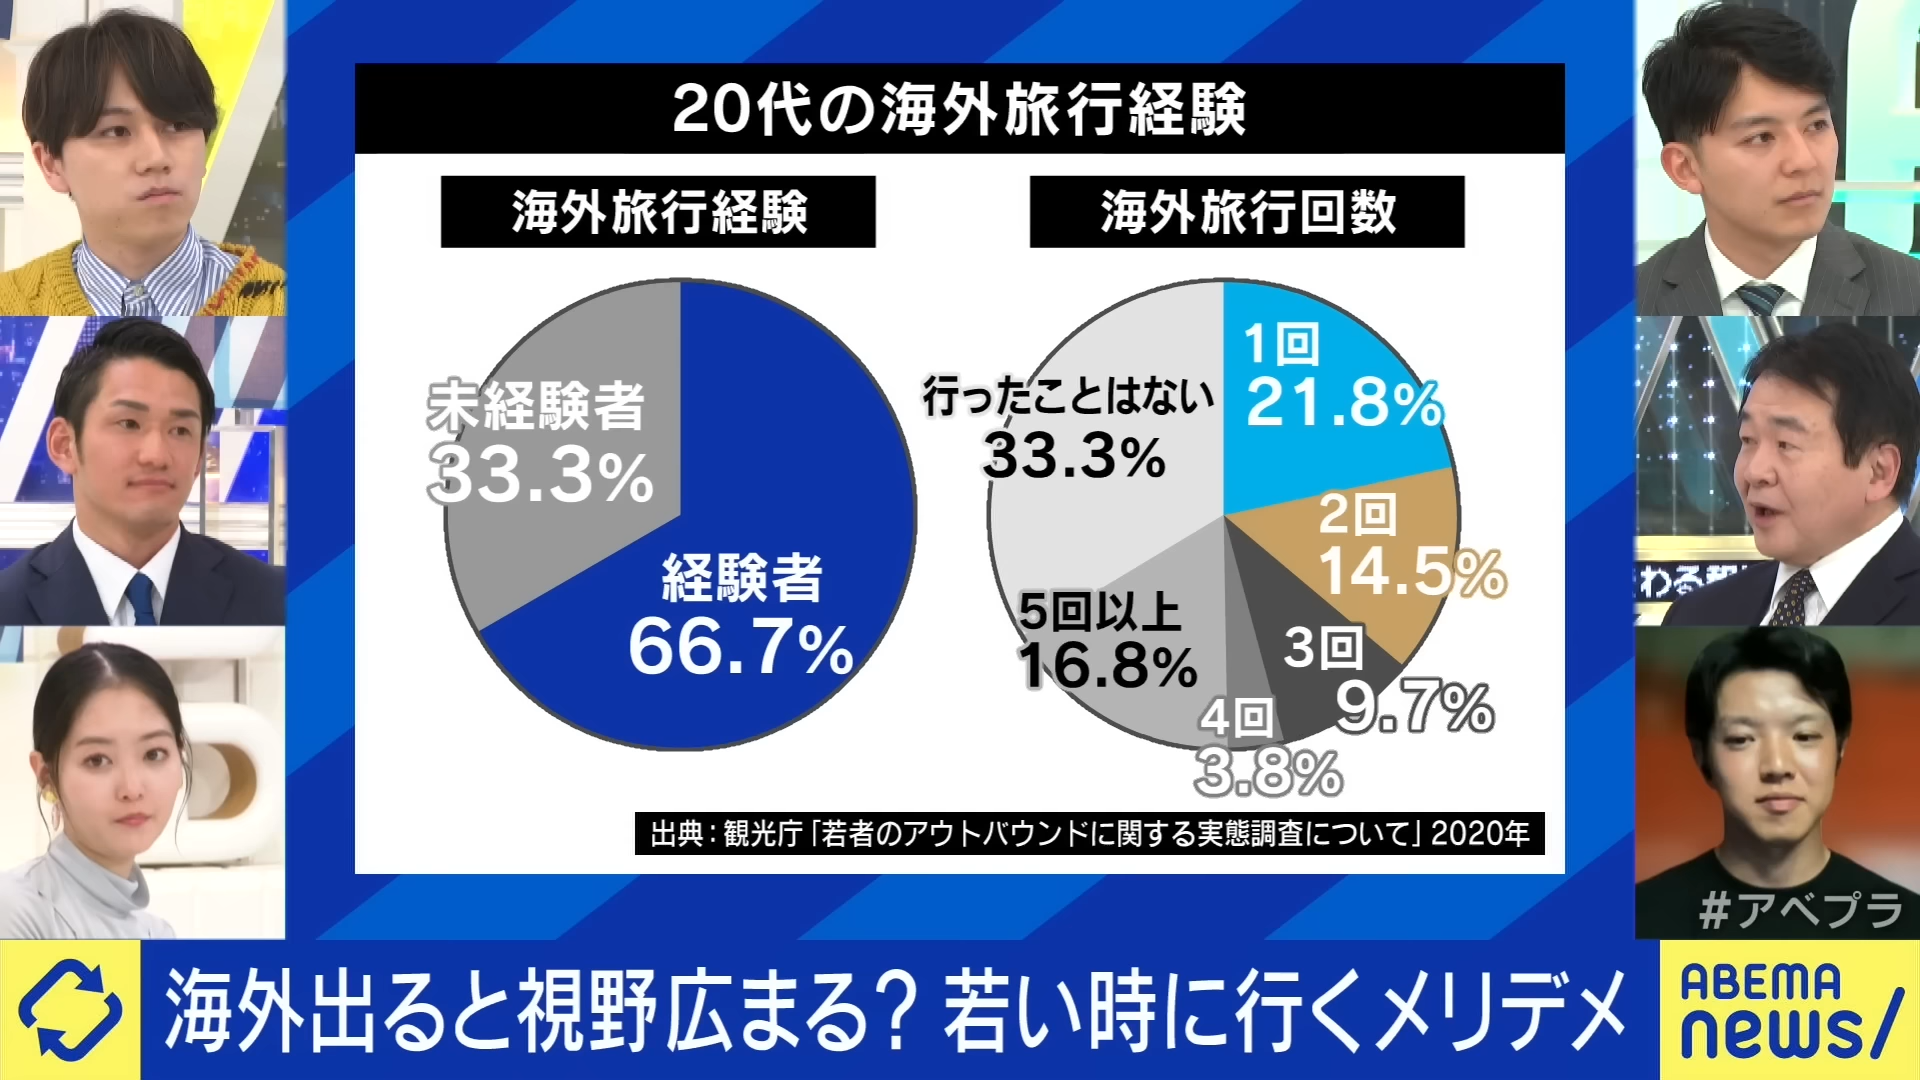 20代の海外旅行経験
海外旅行経験
未経験者
33.3%
経験者
66.7%
海外旅行回数
1回
21.8%
2回
14.5%
3回
9.7%
4回
3.8%
5回以上
16.8%
行ったことはない
33.3%
出典：観光庁「若者のアウトバウンドに関する実態調査について」2020年
わる
#アベプラ
海外出ると視野広まる？若い時に行くメリデメ
ABEMA
news/